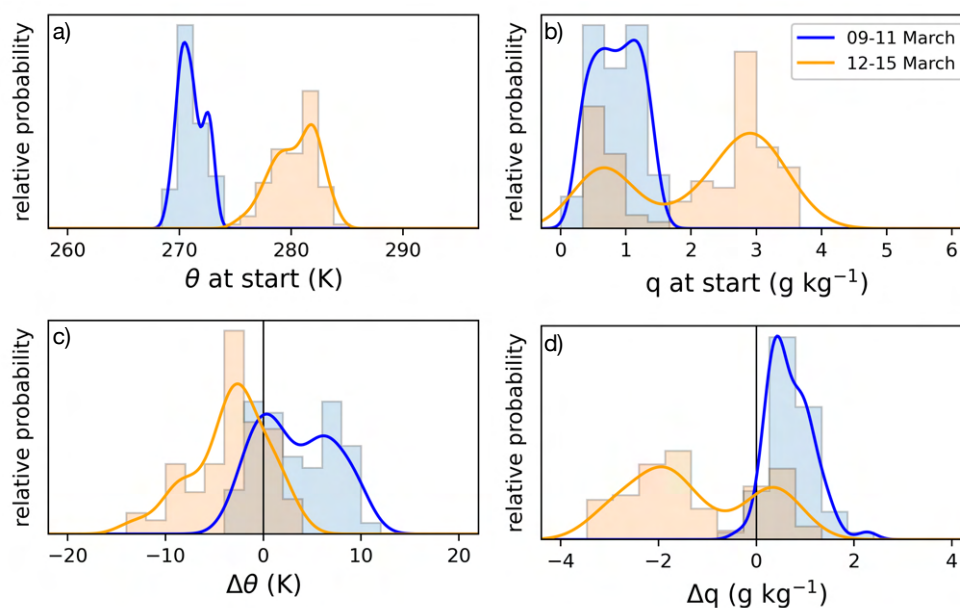 a)
relative probability
260 270 280 290
θ at start (K)
b)
09-11 March
12-15 March
relative probability
0 1 2 3 4 5 6
q at start (g kg⁻¹)
c)
relative probability
−20 −10 0 10 20
Δθ (K)
d)
relative probability
−4 −2 0 2 4
Δq (g kg⁻¹)